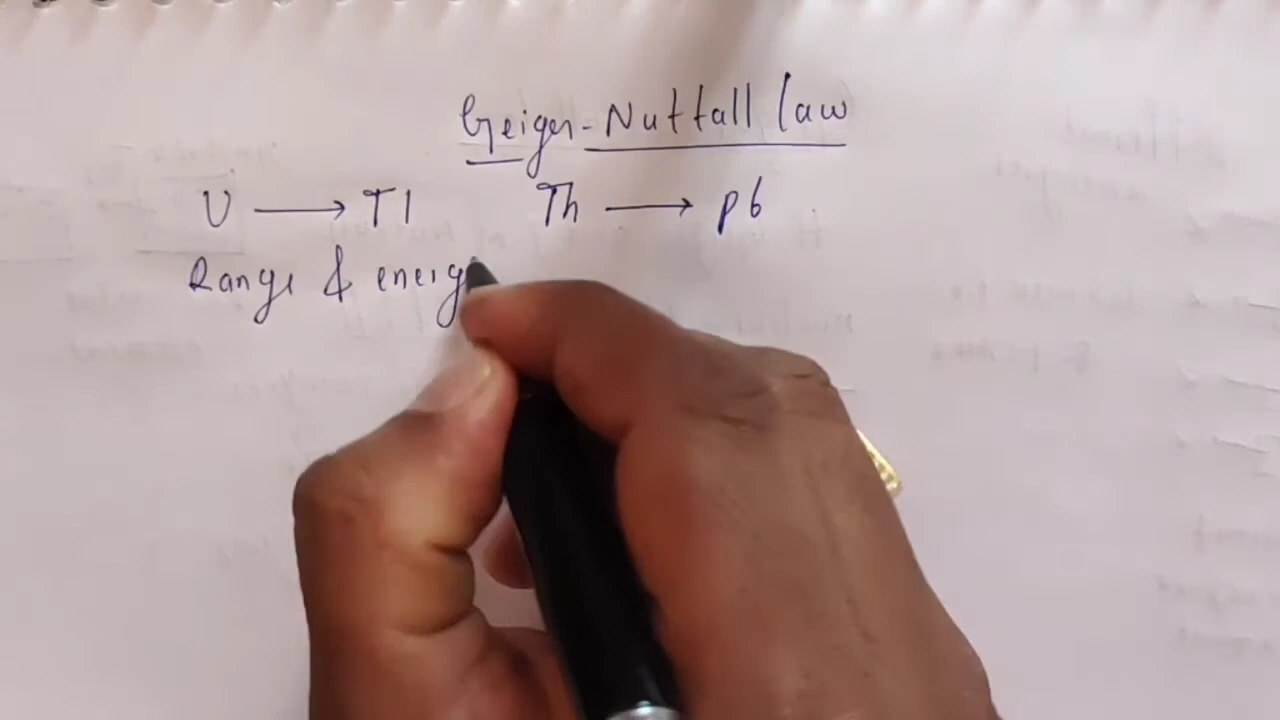 Geiger-Nuttall law
U → Tl Th → pb
Range & energ